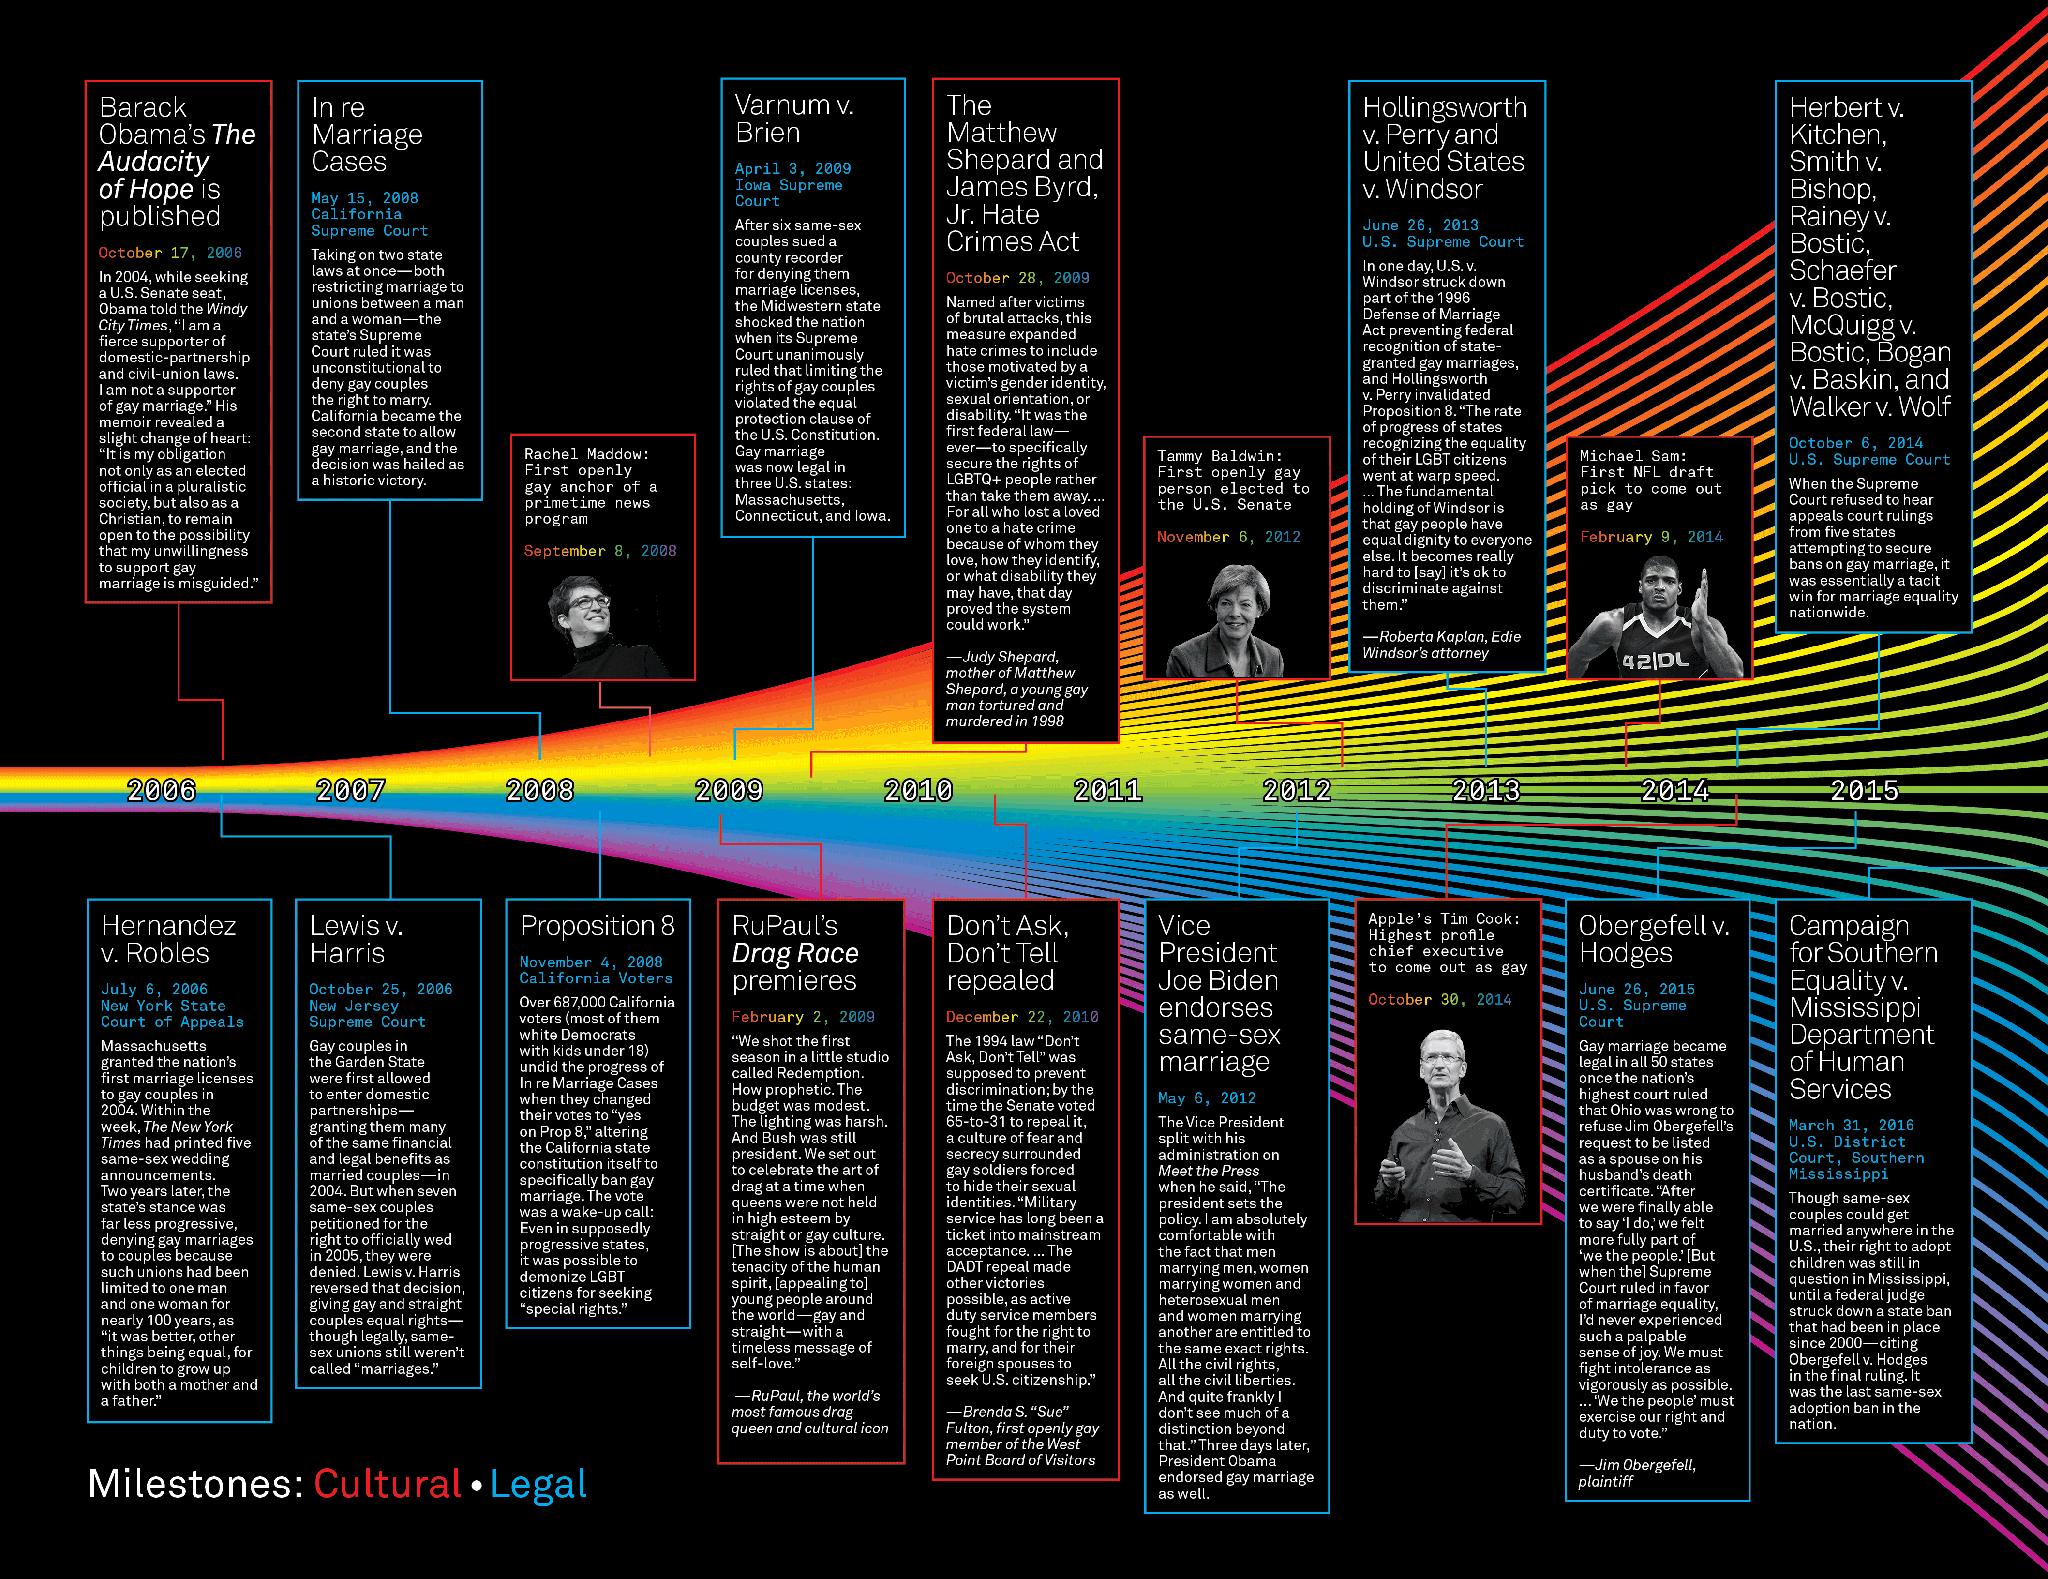 Barack
Obama's The
Audacity
of Hope is
published
October 17, 2006
In 2004, while seeking
a U.S. Senate seat,
Obama told the Windy
City Times, “I am a
fierce supporter of
domestic-partnership
and civil-union laws.
I am not a supporter
of gay marriage.” His
memoir revealed a
slight change of heart:
“It is my obligation
not only as an elected
official in a pluralistic
society, but also as a
Christian, to remain
open to the possibility
that my unwillingness
to support gay
marriage is misguided.”
In re
Marriage
Cases
May 15, 2008
California
Supreme Court
Taking on two state
laws at once—both
restricting marriage to
unions between a man
and a woman—the
state's Supreme
Court ruled it was
unconstitutional to
deny gay couples
the right to marry.
California became the
second state to allow
gay marriage, and the
decision was hailed as
a historic victory.
Rachel Maddow:
First openly
gay anchor of a
primetime news
program
September 8, 2008
Varnum v.
Brien
April 3, 2009
Iowa Supreme
Court
After six same-sex
couples sued a
county recorder
for denying them
marriage licenses,
the Midwestern state
shocked the nation
when its Supreme
Court unanimously
ruled that limiting the
rights of gay couples
violated the equal
protection clause of
the U.S. Constitution.
Gay marriage
was now legal in
three U.S. states:
Massachusetts,
Connecticut, and Iowa.
The
Matthew
Shepard and
James Byrd,
Jr. Hate
Crimes Act
October 28, 2009
Named after victims
of brutal attacks, this
measure expanded
hate crimes to include
those motivated by a
victim's gender identity,
sexual orientation, or
disability. “It was the
first federal law—
ever—to specifically
secure the rights of
LGBTQ+ people rather
than take them away. ...
For all who lost a loved
one to a hate crime
because of whom they
love, how they identify,
or what disability they
may have, that day
proved the system
could work.”
—Judy Shepard,
mother of Matthew
Shepard, a young gay
man tortured and
murdered in 1998
Tammy Baldwin:
First openly gay
person elected to
the U.S. Senate
November 6, 2012
Hollingsworth
v. Perry and
United States
v. Windsor
June 26, 2013
U.S. Supreme Court
In one day, U.S. v.
Windsor struck down
part of the 1996
Defense of Marriage
Act preventing federal
recognition of state-
granted gay marriages,
and Hollingsworth
v. Perry invalidated
Proposition 8. “The rate
of progress of states
recognizing the equality
of their LGBT citizens
went at warp speed.
... The fundamental
holding of Windsor is
that gay people have
equal dignity to everyone
else. It becomes really
hard to [say] it's ok to
discriminate against
them.”
—Roberta Kaplan, Edie
Windsor's attorney
Michael Sam:
First NFL draft
pick to come out
as gay
February 9, 2014
42|DL
Herbert v.
Kitchen,
Smith v.
Bishop,
Rainey v.
Bostic,
Schaefer
v. Bostic,
McQuigg v.
Bostic, Bogan
v. Baskin, and
Walker v. Wolf
October 6, 2014
U.S. Supreme Court
When the Supreme
Court refused to hear
appeals court rulings
from five states
attempting to secure
bans on gay marriage, it
was essentially a tacit
win for marriage equality
nationwide.
2006
2007
2008
2009
2010
2011
2012
2013
2014
2015
Hernandez
v. Robles
July 6, 2006
New York State
Court of Appeals
Massachusetts
granted the nation's
first marriage licenses
to gay couples in
2004. Within the
week, The New York
Times had printed five
same-sex wedding
announcements.
Two years later, the
state's stance was
far less progressive,
denying gay marriages
to couples because
such unions had been
limited to one man
and one woman for
nearly 100 years, as
“it was better, other
things being equal, for
children to grow up
with both a mother and
a father.”
Lewis v.
Harris
October 25, 2006
New Jersey
Supreme Court
Gay couples in
the Garden State
were first allowed
to enter domestic
partnerships—
granting them many
of the same financial
and legal benefits as
married couples—in
2004. But when seven
same-sex couples
petitioned for the
right to officially wed
in 2005, they were
denied. Lewis v. Harris
reversed that decision,
giving gay and straight
couples equal rights—
though legally, same-
sex unions still weren't
called “marriages.”
Proposition 8
November 4, 2008
California Voters
Over 687,000 California
voters (most of them
white Democrats
with kids under 18)
undid the progress of
In re Marriage Cases
when they changed
their votes to “yes
on Prop 8,” altering
the California state
constitution itself to
specifically ban gay
marriage. The vote
was a wake-up call:
Even in supposedly
progressive states,
it was possible to
demonize LGBT
citizens for seeking
“special rights.”
RuPaul's
Drag Race
premieres
February 2, 2009
“We shot the first
season in a little studio
called Redemption.
How prophetic. The
budget was modest.
The lighting was harsh.
And Bush was still
president. We set out
to celebrate the art of
drag at a time when
queens were not held
in high esteem by
straight or gay culture.
[The show is about] the
tenacity of the human
spirit, [appealing to]
young people around
the world—gay and
straight—with a
timeless message of
self-love.”
—RuPaul, the world's
most famous drag
queen and cultural icon
Don't Ask,
Don't Tell
repealed
December 22, 2010
The 1994 law “Don't
Ask, Don't Tell” was
supposed to prevent
discrimination; by the
time the Senate voted
65-to-31 to repeal it,
a culture of fear and
secrecy surrounded
gay soldiers forced
to hide their sexual
identities. “Military
service has long been a
ticket into mainstream
acceptance. ... The
DADT repeal made
other victories
possible, as active
duty service members
fought for the right to
marry, and for their
foreign spouses to
seek U.S. citizenship.”
—Brenda S. “Sue”
Fulton, first openly gay
member of the West
Point Board of Visitors
Vice
President
Joe Biden
endorses
same-sex
marriage
May 6, 2012
The Vice President
split with his
administration on
Meet the Press
when he said, “The
president sets the
policy. I am absolutely
comfortable with
the fact that men
marrying men, women
marrying women and
heterosexual men
and women marrying
another are entitled to
the same exact rights.
All the civil rights,
all the civil liberties.
And quite frankly I
don't see much of a
distinction beyond
that.” Three days later,
President Obama
endorsed gay marriage
as well.
Apple's Tim Cook:
Highest profile
chief executive
to come out as gay
October 30, 2014
Obergefell v.
Hodges
June 26, 2015
U.S. Supreme
Court
Gay marriage became
legal in all 50 states
once the nation's
highest court ruled
that Ohio was wrong to
refuse Jim Obergefell's
request to be listed
as a spouse on his
husband's death
certificate. “After
we were finally able
to say ‘I do,’ we felt
more fully part of
‘we the people.’ [But
when the] Supreme
Court ruled in favor
of marriage equality,
I'd never experienced
such a palpable
sense of joy. We must
fight intolerance as
vigorously as possible.
... ‘We the people’ must
exercise our right and
duty to vote.”
—Jim Obergefell,
plaintiff
Campaign
for Southern
Equality v.
Mississippi
Department
of Human
Services
March 31, 2016
U.S. District
Court, Southern
Mississippi
Though same-sex
couples could get
married anywhere in the
U.S., their right to adopt
children was still in
question in Mississippi,
until a federal judge
struck down a state ban
that had been in place
since 2000—citing
Obergefell v. Hodges
in the final ruling. It
was the last same-sex
adoption ban in the
nation.
Milestones: Cultural • Legal